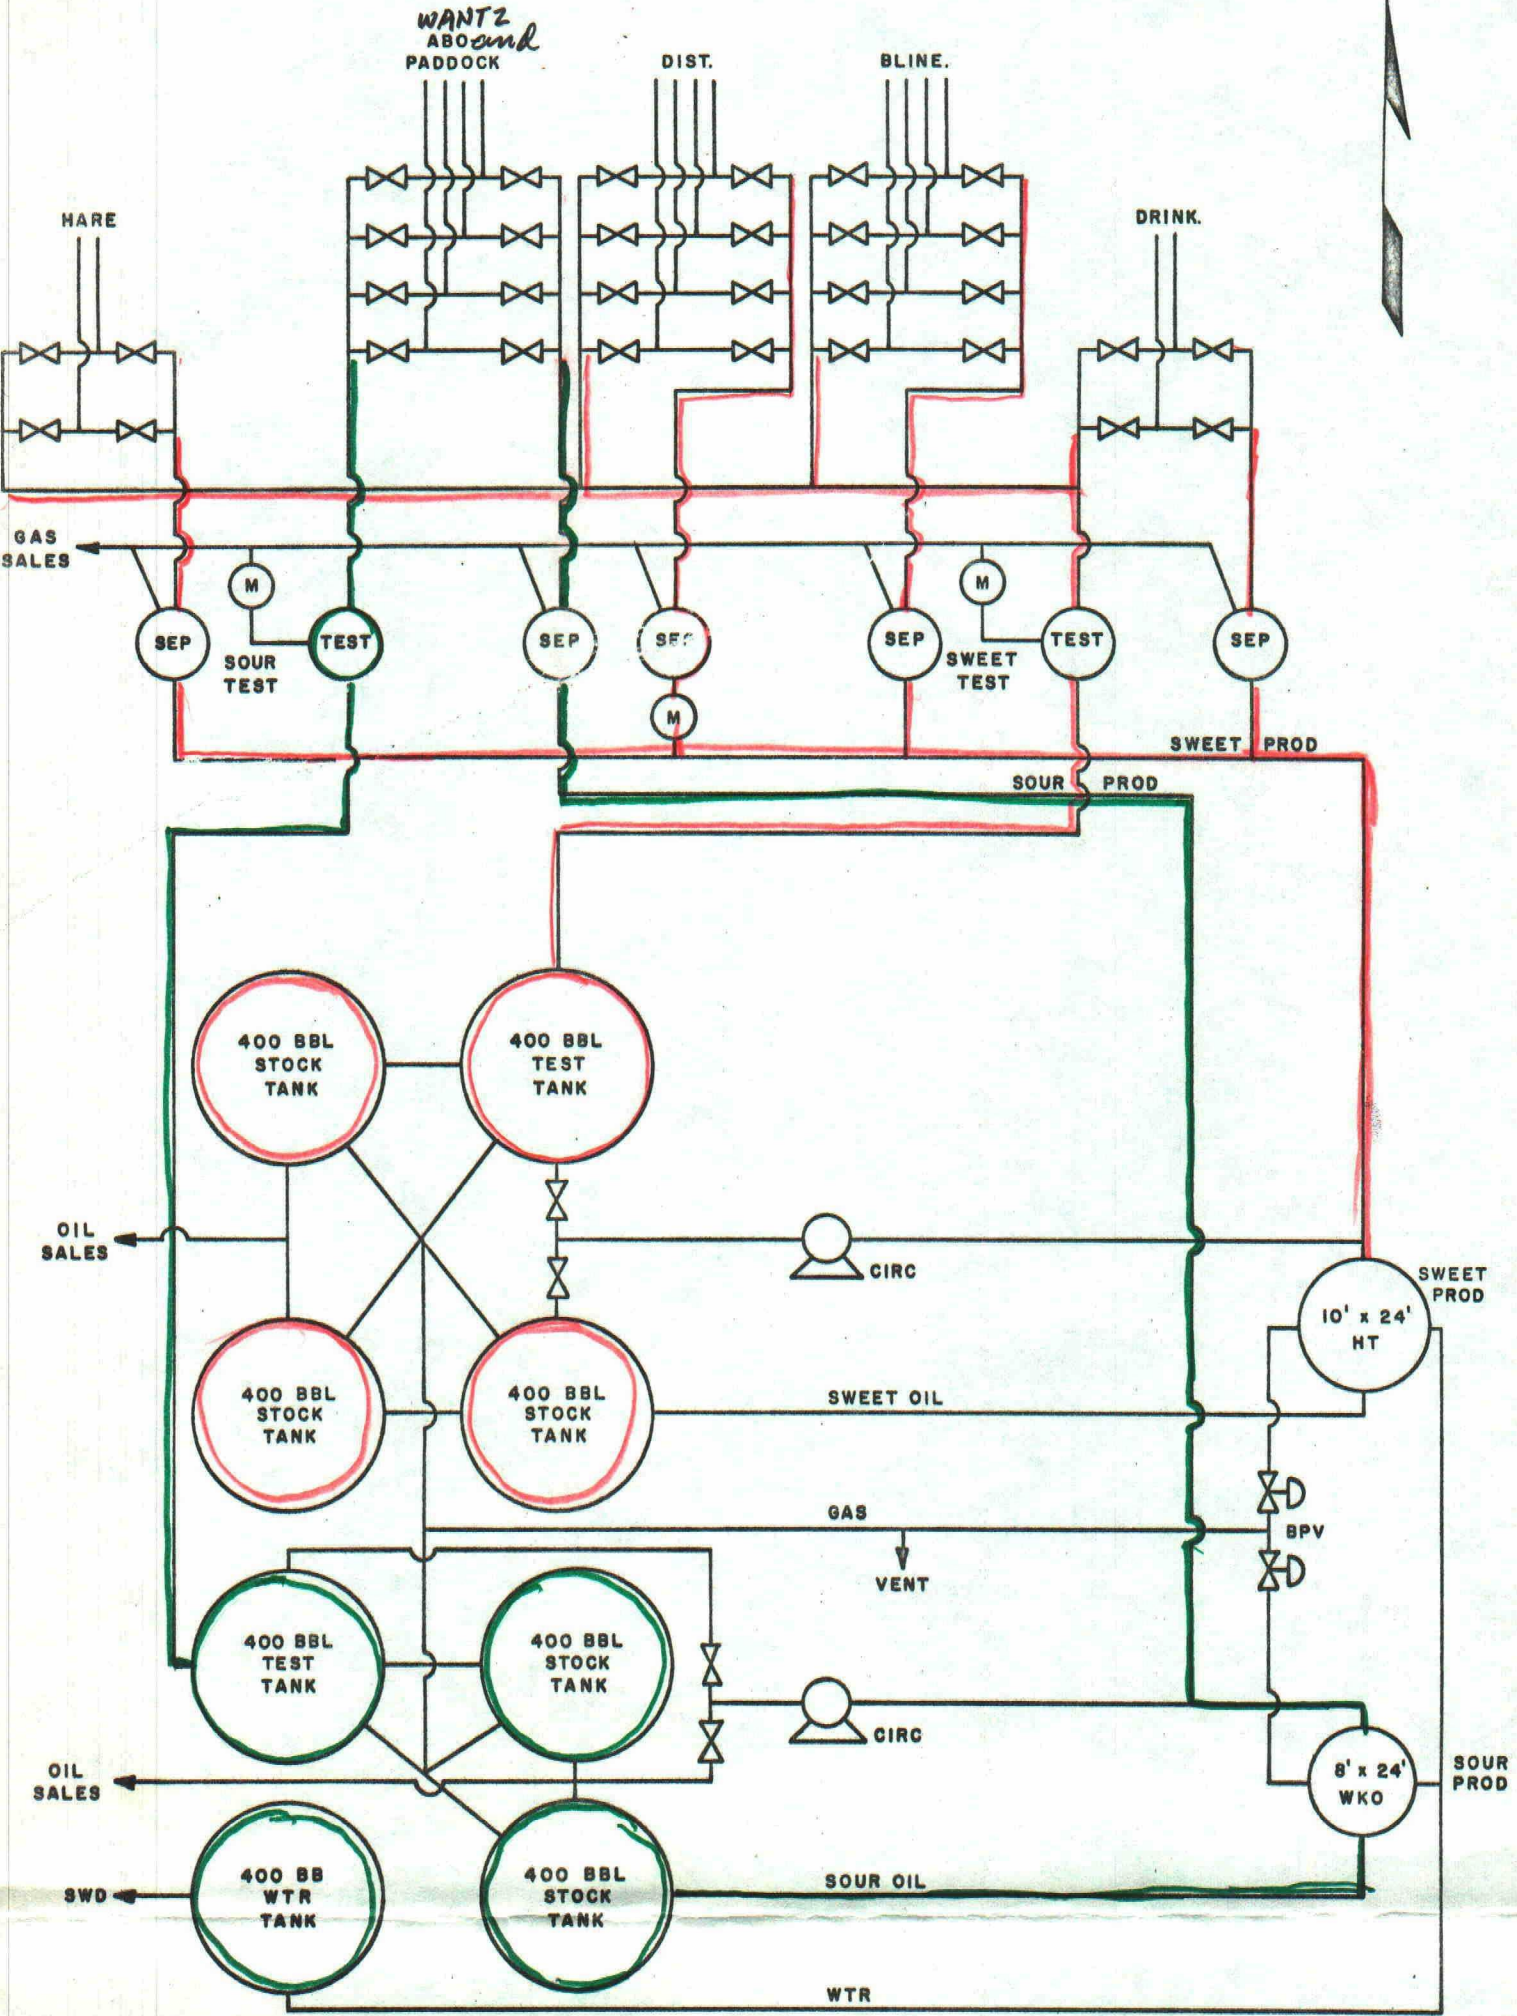 WANTZ
ABO and
PADDOCK
DIST.
BLINE.
HARE
DRINK.
GAS
SALES
M
M
SEP
SOUR
TEST
TEST
SEP
SEP
SEP
SWEET
TEST
TEST
SEP
M
SWEET PROD
SOUR PROD
400 BBL
STOCK
TANK
400 BBL
TEST
TANK
OIL
SALES
CIRC
SWEET
PROD
10' x 24'
HT
400 BBL
STOCK
TANK
400 BBL
STOCK
TANK
SWEET OIL
GAS
BPV
VENT
400 BBL
TEST
TANK
400 BBL
STOCK
TANK
CIRC
OIL
SALES
8' x 24'
WKO
SOUR
PROD
SWD
400 BB
WTR
TANK
400 BBL
STOCK
TANK
SOUR OIL
WTR